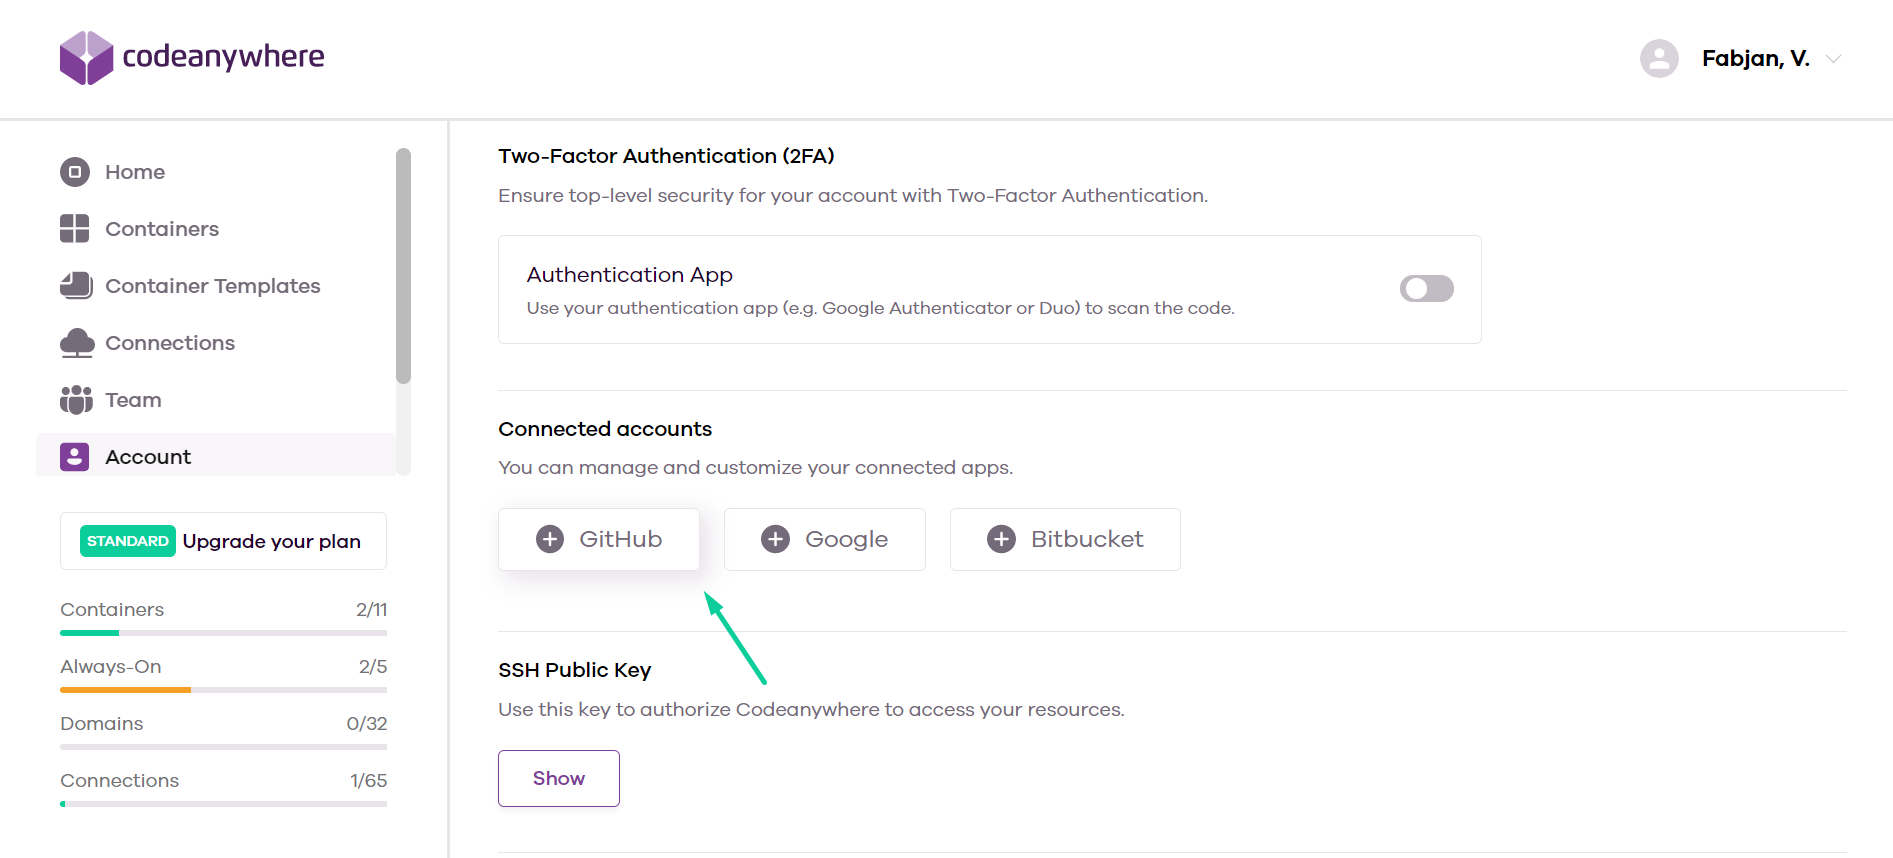 codeanywhere
Fabjan, V.
Home
Containers
Container Templates
Connections
Team
Account
STANDARD Upgrade your plan
Containers 2/11
Always-On 2/5
Domains 0/32
Connections 1/65
Two-Factor Authentication (2FA)
Ensure top-level security for your account with Two-Factor Authentication.
Authentication App
Use your authentication app (e.g. Google Authenticator or Duo) to scan the code.
Connected accounts
You can manage and customize your connected apps.
GitHub Google Bitbucket
SSH Public Key
Use this key to authorize Codeanywhere to access your resources.
Show